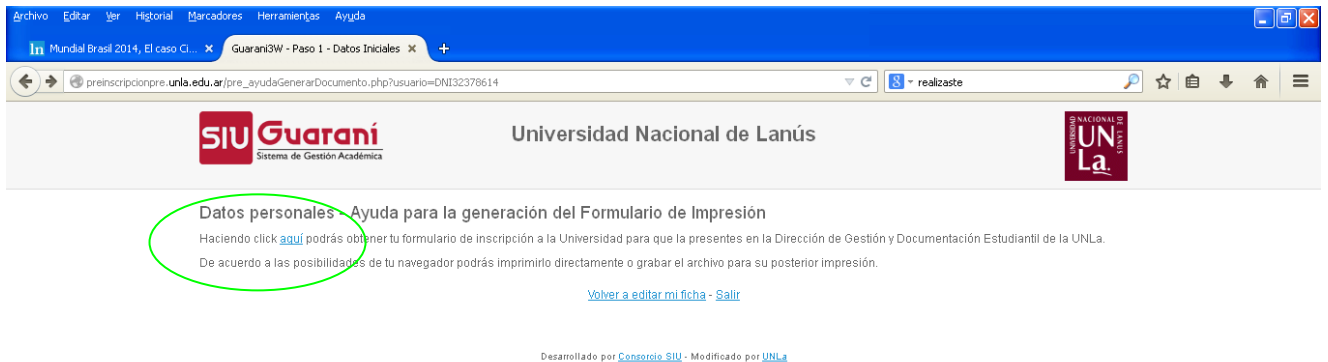 Archivo Editar Ver Historial Marcadores Herramientas Ayuda
In Mundial Brasil 2014, El caso Ci... Guarani3W - Paso 1 - Datos Iniciales
preinscripcionpre.unla.edu.ar/pre_ayudaGenerarDocumento.php?usuario=DNI32378614 8 realizaste
SIU Guaraní
Sistema de Gestión Académica
Universidad Nacional de Lanús
UNIVERSIDAD NACIONAL DE LANUS
UNLa.
Datos personales - Ayuda para la generación del Formulario de Impresión
Haciendo click aquí podrás obtener tu formulario de inscripción a la Universidad para que la presentes en la Dirección de Gestión y Documentación Estudiantil de la UNLa.
De acuerdo a las posibilidades de tu navegador podrás imprimirlo directamente o grabar el archivo para su posterior impresión.
Volver a editar mi ficha - Salir
Desarrollado por Consorcio SIU - Modificado por UNLa